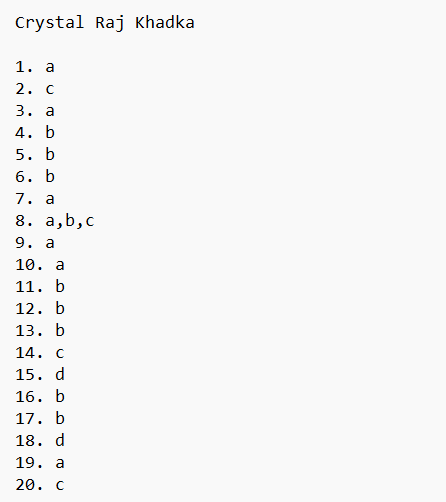 Crystal Raj Khadka
1. a
2. c
3. a
4. b
5. b
6. b
7. a
8. a,b,c
9. a
10. a
11. b
12. b
13. b
14. c
15. d
16. b
17. b
18. d
19. a
20. c